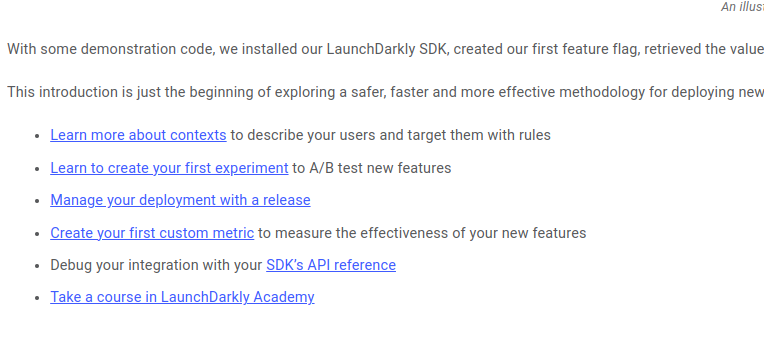 An illust
With some demonstration code, we installed our LaunchDarkly SDK, created our first feature flag, retrieved the value
This introduction is just the beginning of exploring a safer, faster and more effective methodology for deploying new
• Learn more about contexts to describe your users and target them with rules
• Learn to create your first experiment to A/B test new features
• Manage your deployment with a release
• Create your first custom metric to measure the effectiveness of your new features
• Debug your integration with your SDK’s API reference
• Take a course in LaunchDarkly Academy